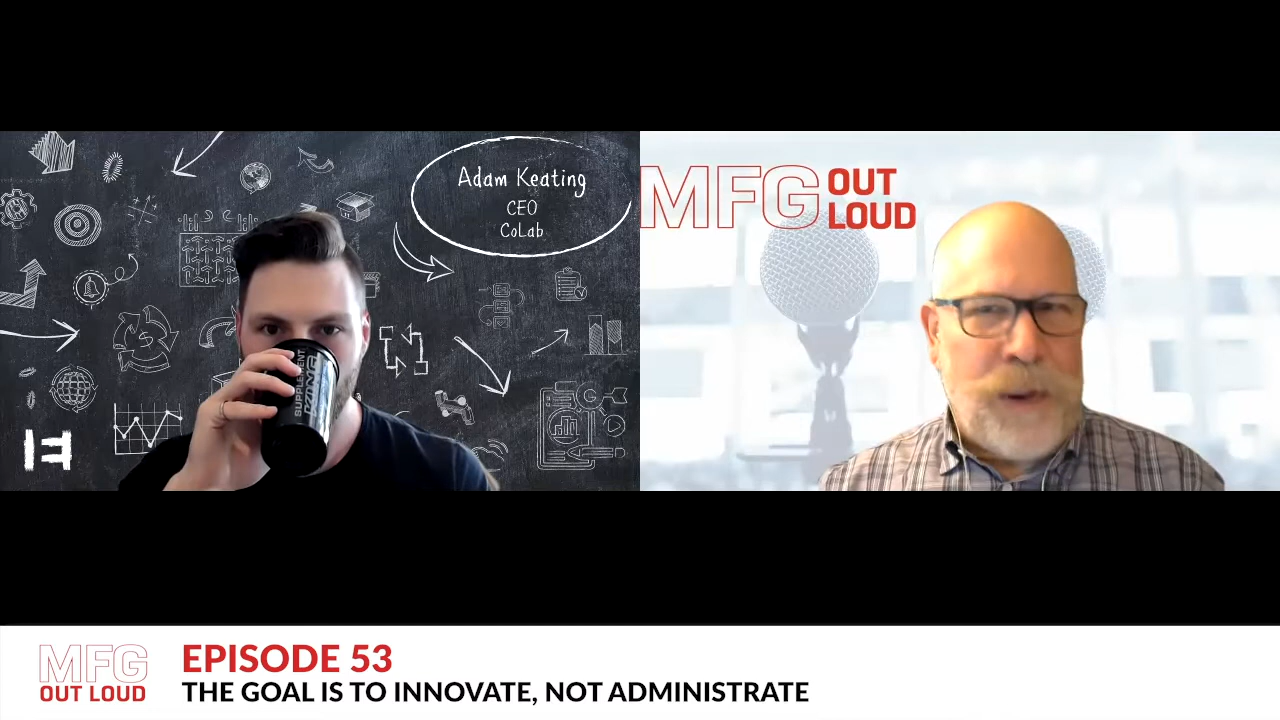 Adam Keating
CEO
CoLab
MFG OUT
LOUD
SUPPLEMENT
KING
MFG
OUT LOUD
EPISODE 53
THE GOAL IS TO INNOVATE, NOT ADMINISTRATE